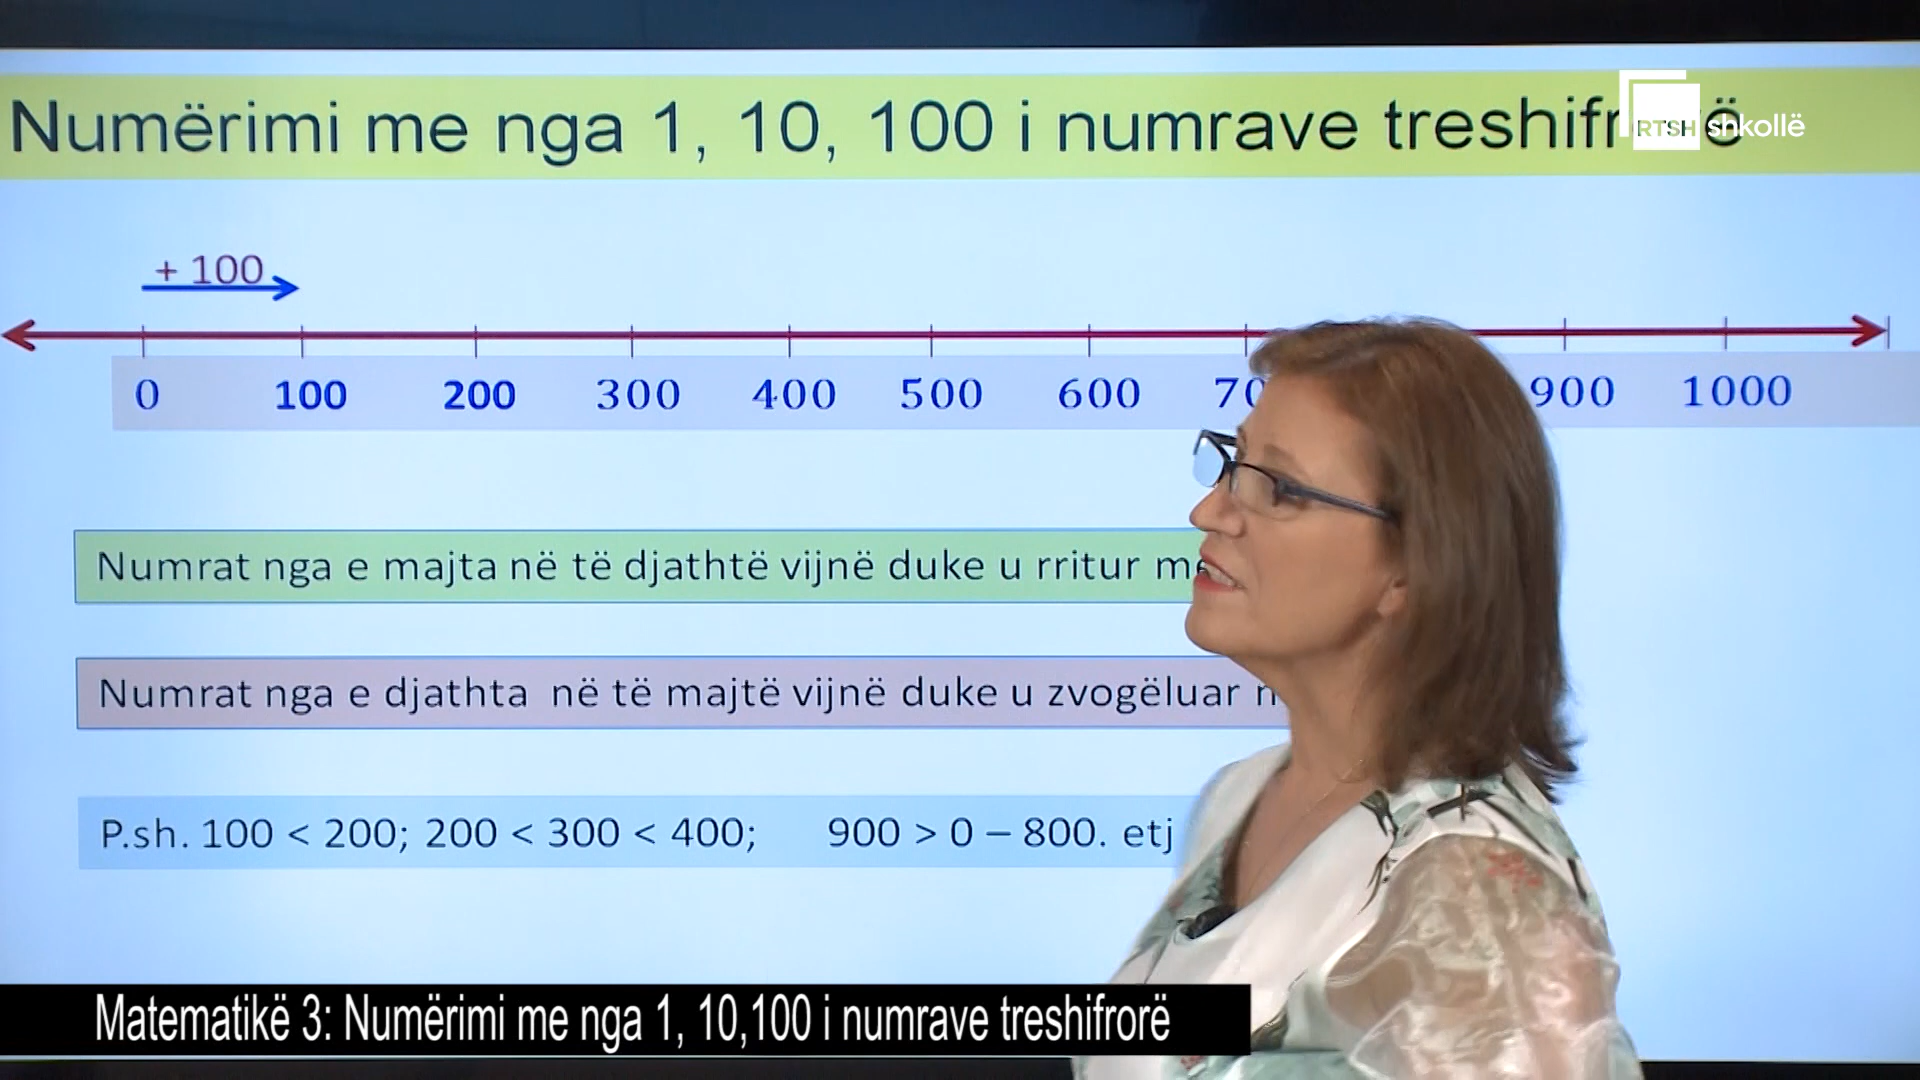 Numërimi me nga 1, 10, 100 i numrave treshifrorë
RTSH shkollë
+ 100
0 100 200 300 400 500 600 900 1000
Numrat nga e majta në të djathtë vijnë duke u rritur
Numrat nga e djathta në të majtë vijnë duke u zvogëluar
P.sh. 100 < 200; 200 < 300 < 400; 900 > 0 – 800. etj
Matematikë 3: Numërimi me nga 1, 10,100 i numrave treshifrorë